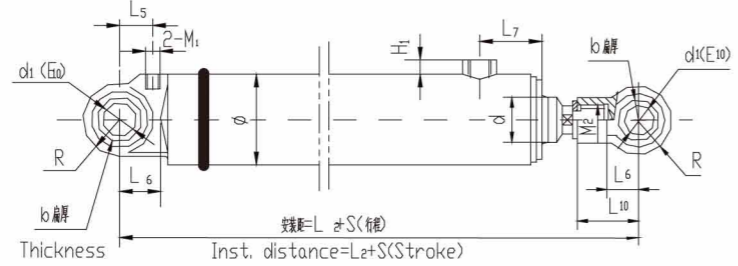 L5
2-M1
H1
L7
b扁厚
d1(E10)
d1(E10)
ϕ
d
M2
R
R
L6
L6
L10
b扁厚
安装距=L2+S(行程)
Thickness
Inst. distance=L2+S(Stroke)